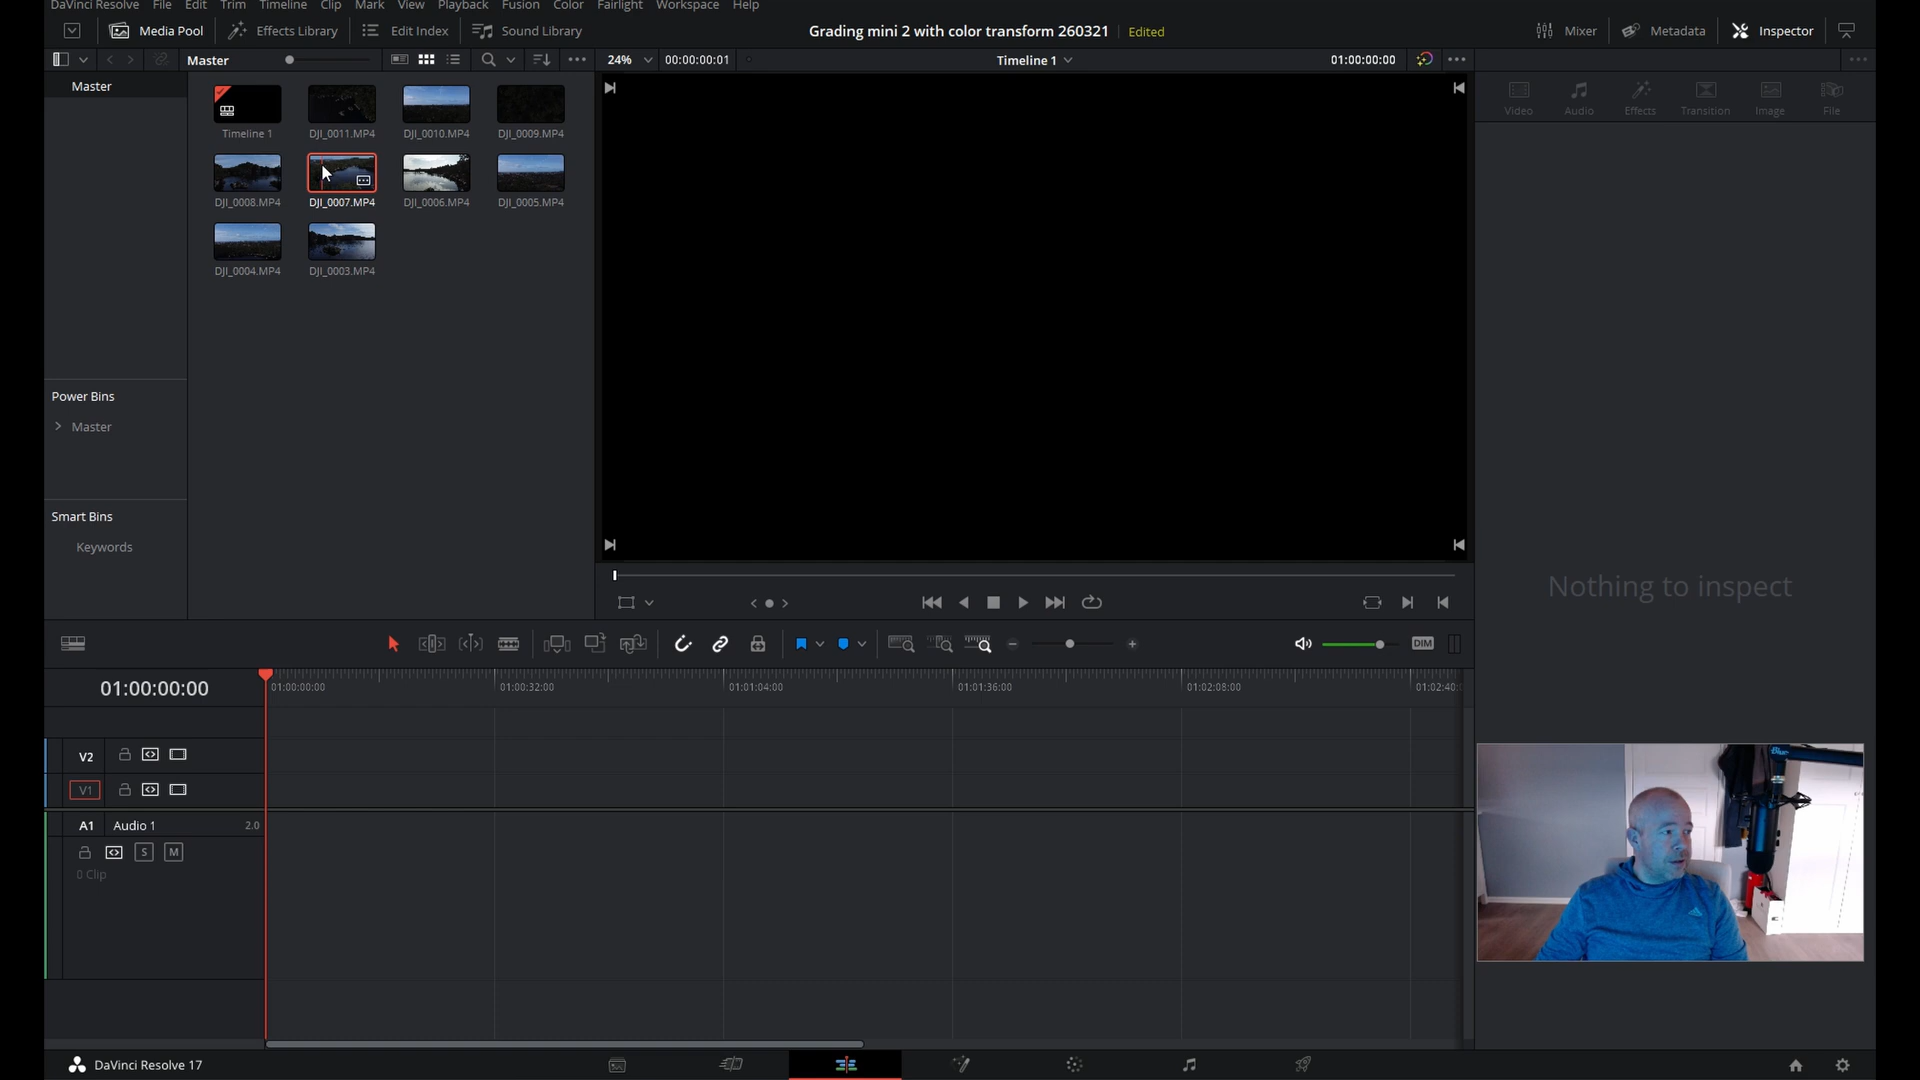 DaVinci Resolve File Edit Trim Timeline Clip Mark View Playback Fusion Color Fairlight Workspace Help
Media Pool Effects Library Edit Index Sound Library Grading mini 2 with color transform 260321 Edited Mixer Metadata Inspector
Master 24% 00:00:00:01 Timeline 1 01:00:00:00
Master
Video Audio Effects Transition Image File
Timeline 1 DJI_0011.MP4 DJI_0010.MP4 DJI_0009.MP4
DJI_0008.MP4 DJI_0007.MP4 DJI_0006.MP4 DJI_0005.MP4
DJI_0004.MP4 DJI_0003.MP4
Power Bins
Master
Smart Bins
Keywords
Nothing to inspect
DIM
01:00:00:00 01:00:00:00 01:00:32:00 01:01:04:00 01:01:36:00 01:02:08:00 01:02:40:
V2
V1
A1 Audio 1 2.0
S M
0 Clip
Blue
DaVinci Resolve 17